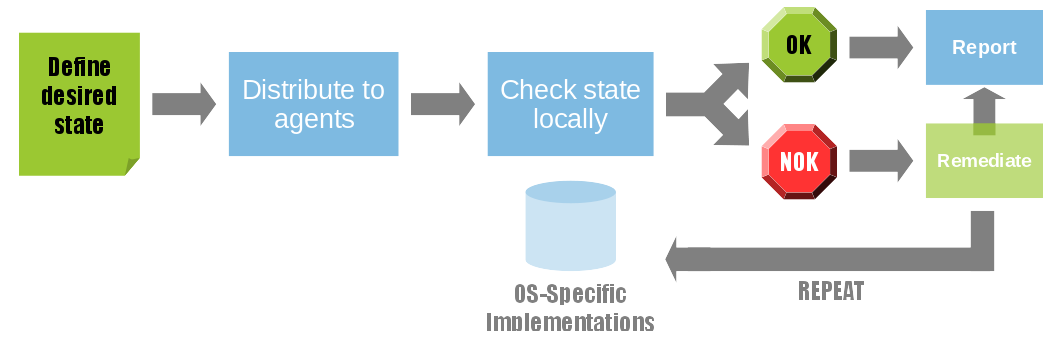 Define
desired
state
Distribute to
agents
Check state
locally
OK
Report
NOK
Remediate
REPEAT
OS-Specific
Implementations